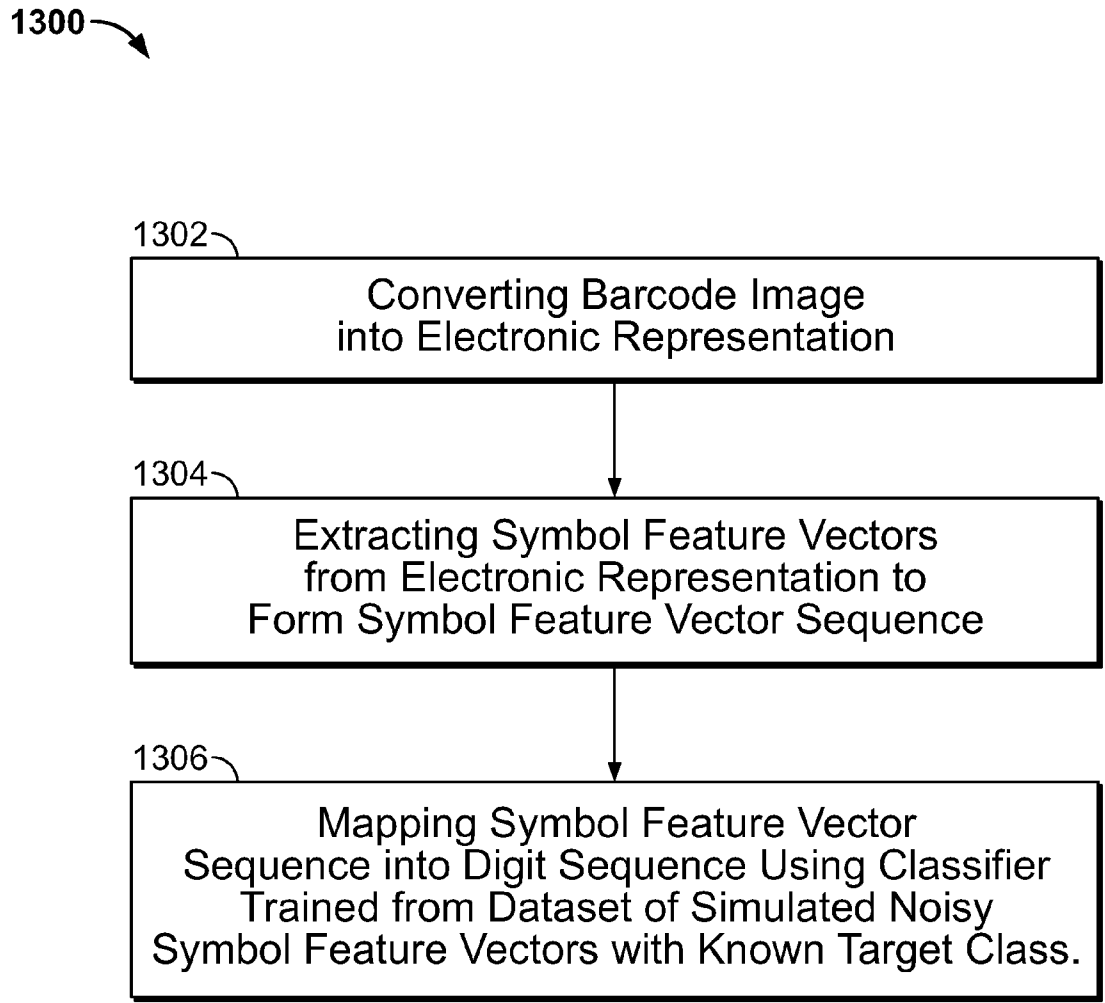 1300
1302
Converting Barcode Image
into Electronic Representation
1304
Extracting Symbol Feature Vectors
from Electronic Representation to
Form Symbol Feature Vector Sequence
1306
Mapping Symbol Feature Vector
Sequence into Digit Sequence Using Classifier
Trained from Dataset of Simulated Noisy
Symbol Feature Vectors with Known Target Class.